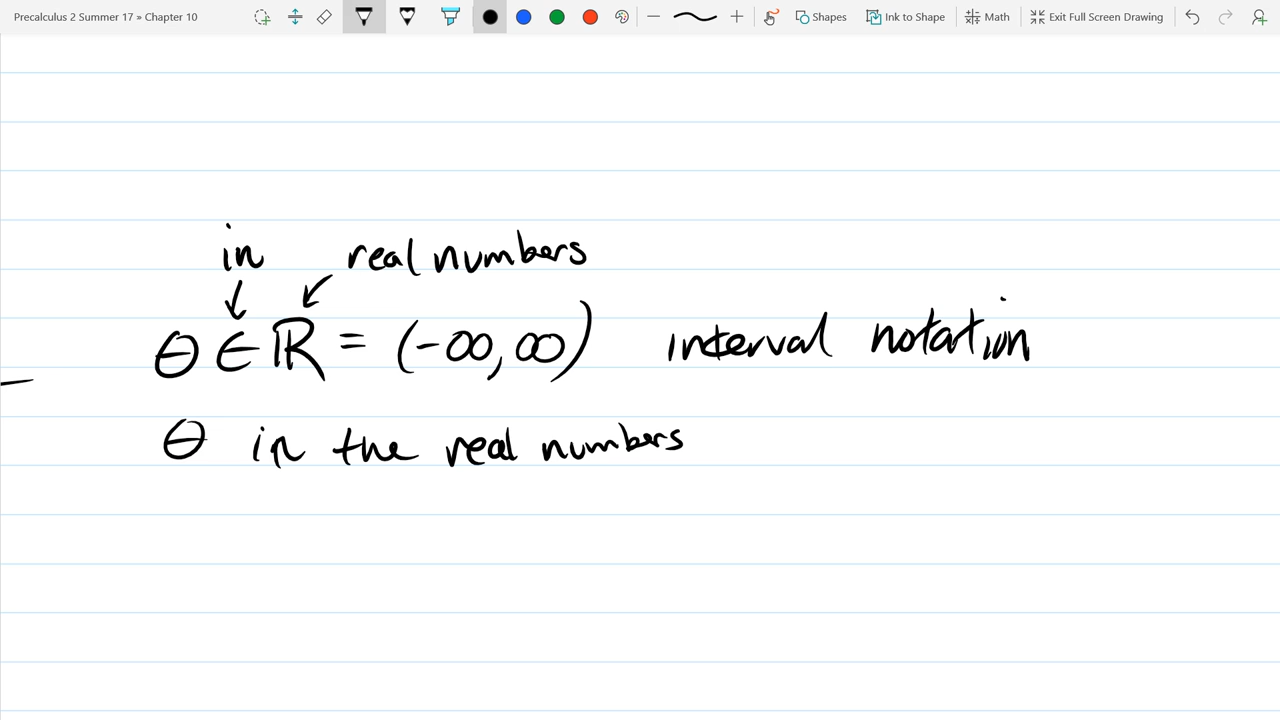 Precalculus 2 Summer 17 » Chapter 10 Shapes Ink to Shape Math Exit Full Screen Drawing
in real numbers
θ ∈ ℝ = (-∞, ∞) interval notation
θ in the real numbers